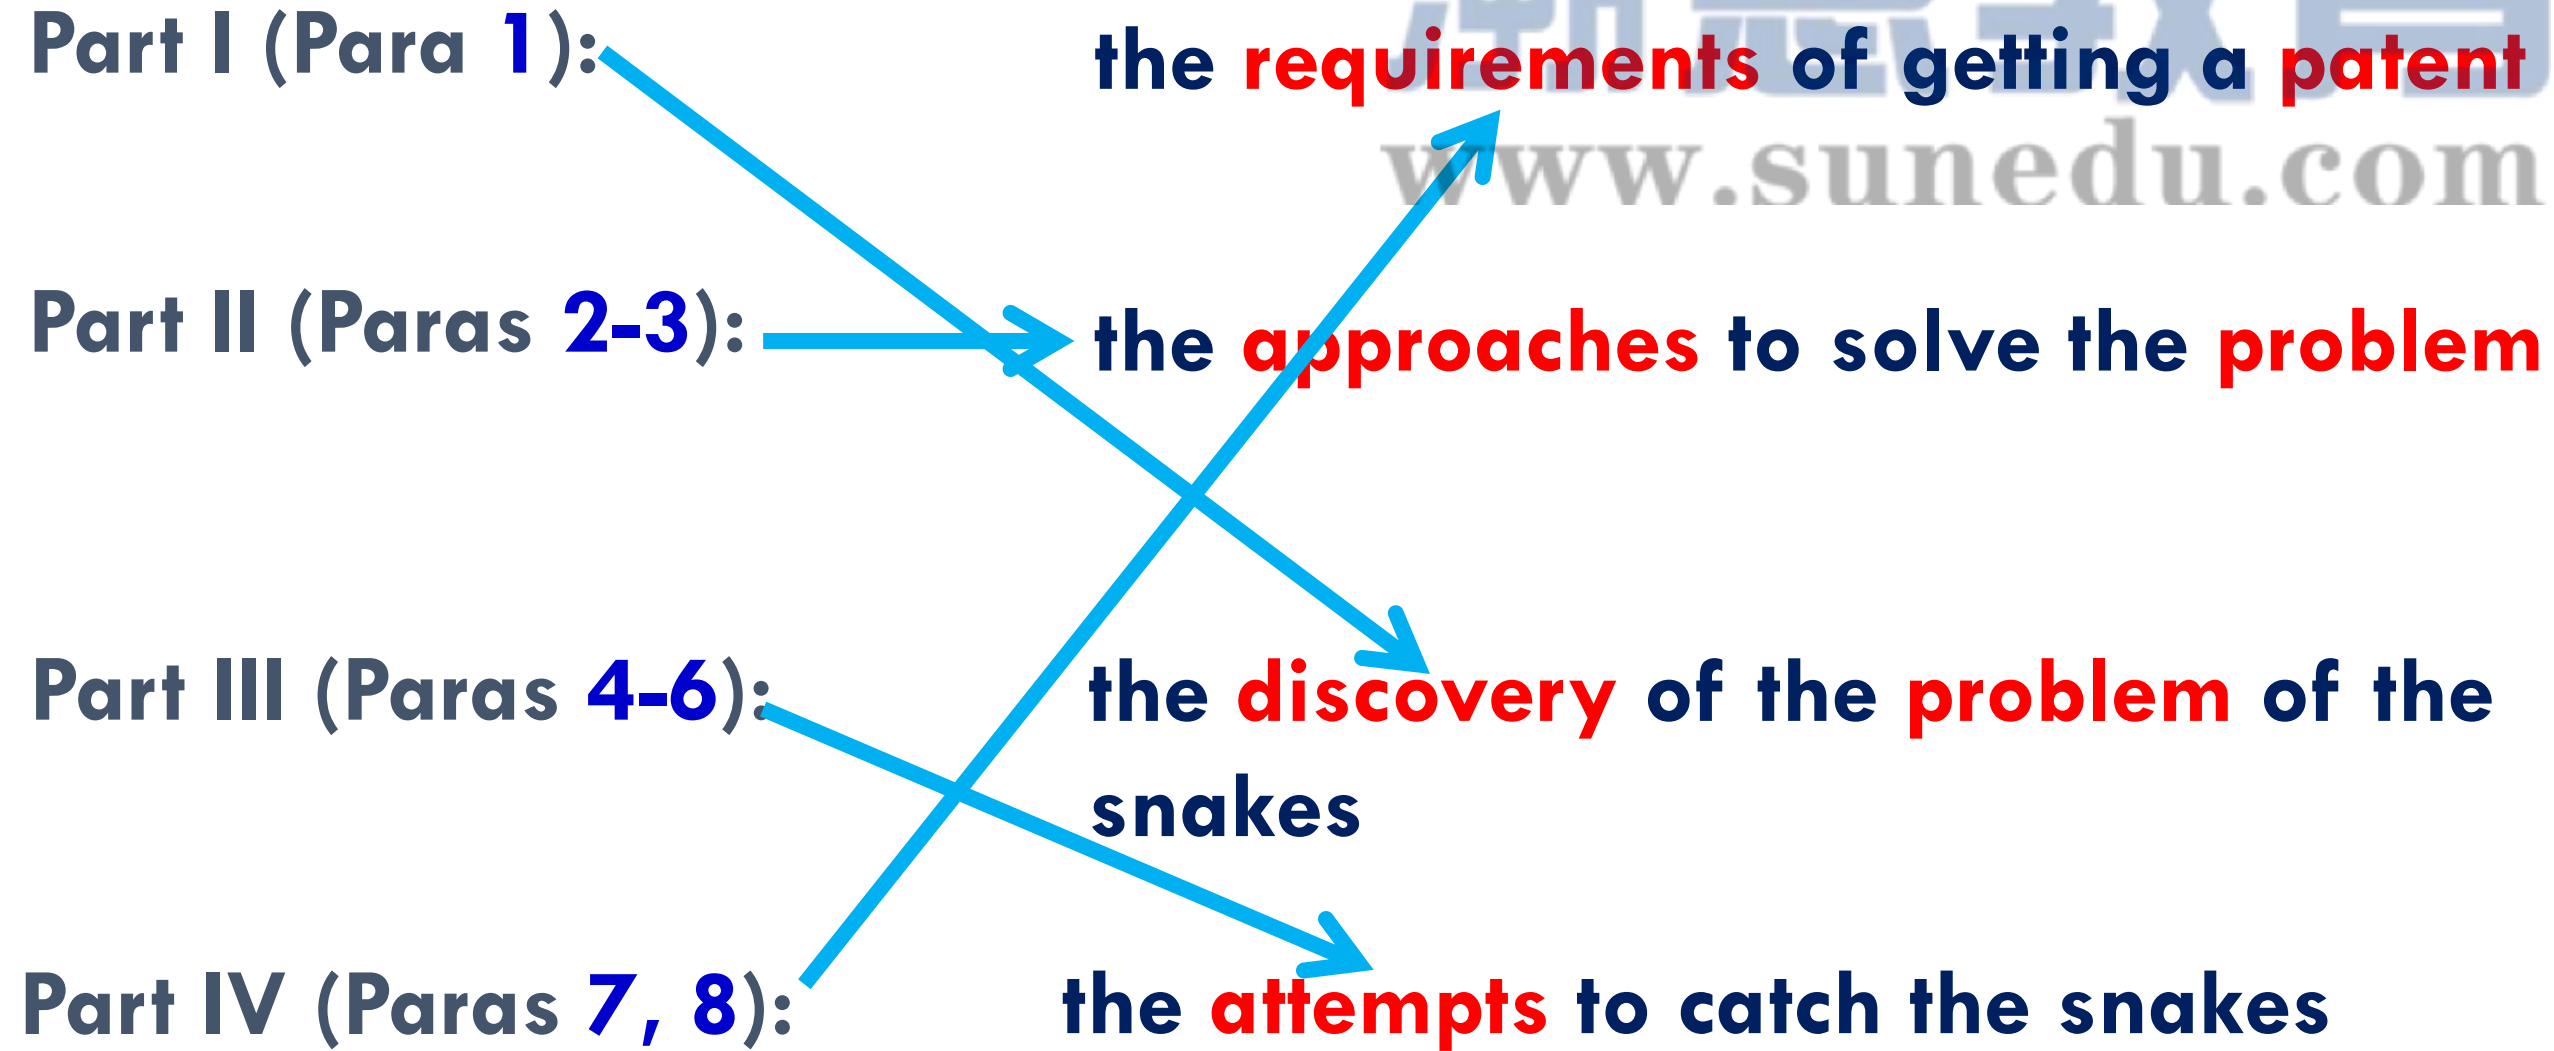 Part I (Para 1):
the requirements of getting a patent
www.sunedu.com
Part II (Paras 2-3):
the approaches to solve the problem
Part III (Paras 4-6):
the discovery of the problem of the
snakes
Part IV (Paras 7, 8):
the attempts to catch the snakes